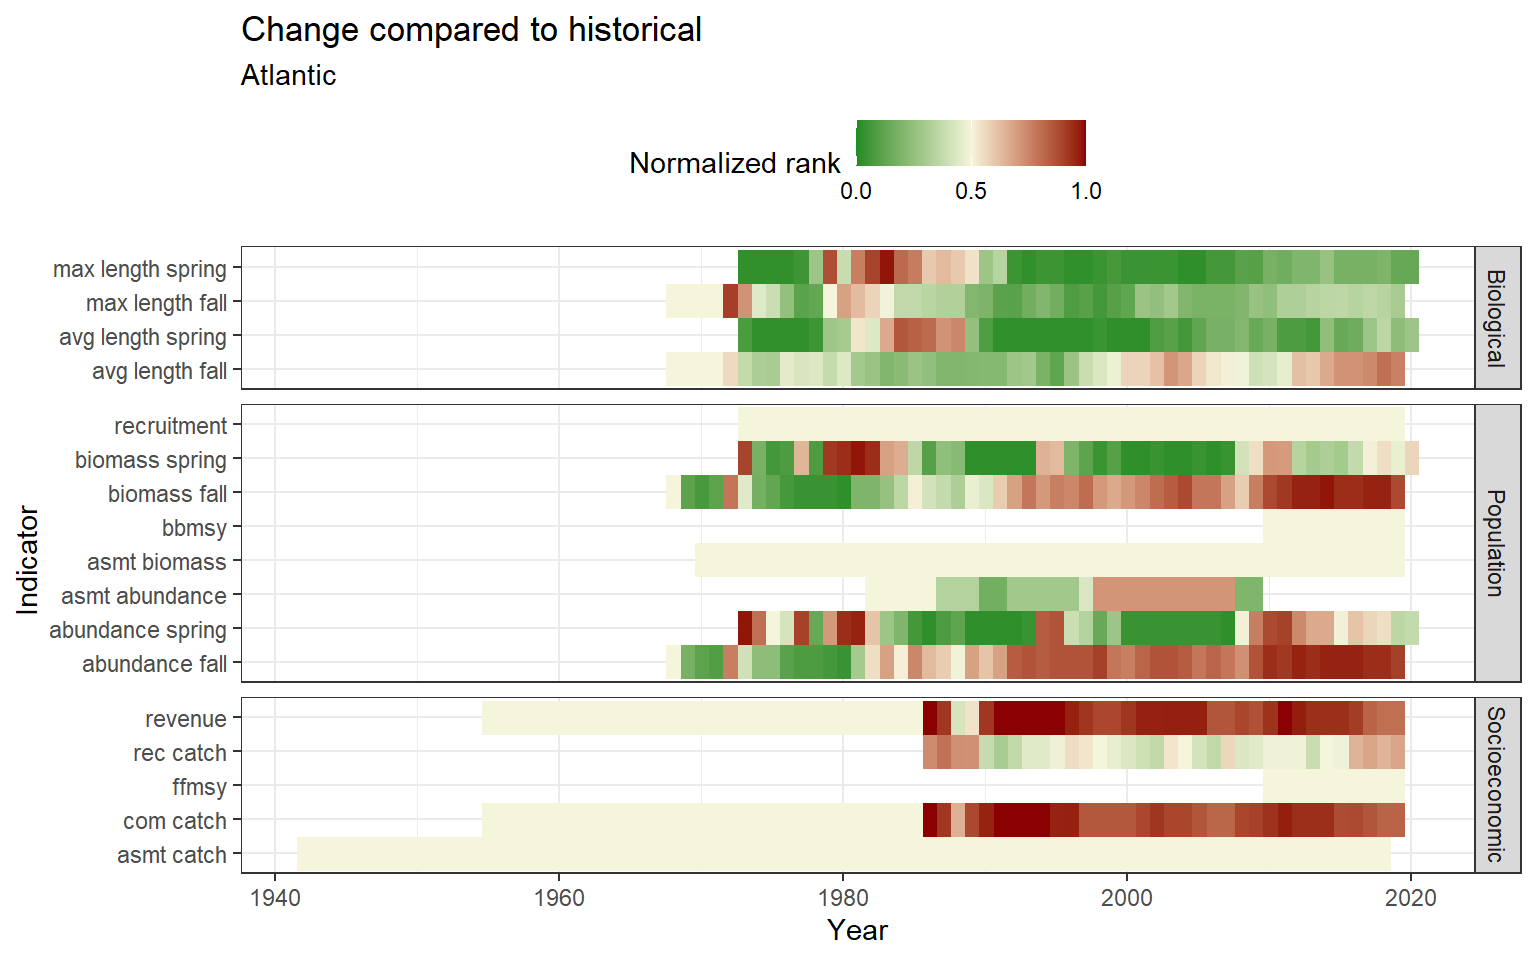 Change compared to historical
Atlantic
Normalized rank
0.0 0.5 1.0
max length spring
max length fall
avg length spring
avg length fall
Biological
recruitment
biomass spring
biomass fall
bbmsy
asmt biomass
asmt abundance
abundance spring
abundance fall
Population
Indicator
revenue
rec catch
ffmsy
com catch
asmt catch
Socioeconomic
1940 1960 1980 2000 2020
Year